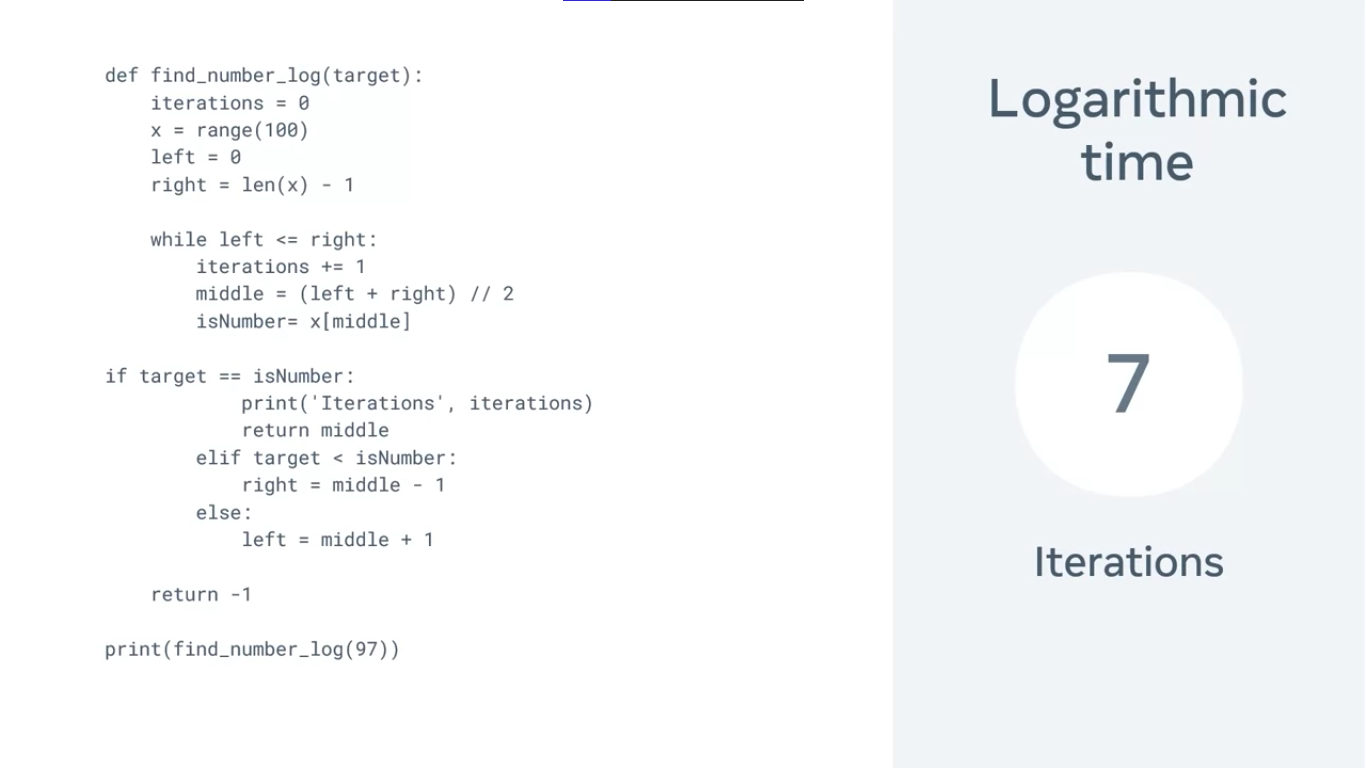 def find_number_log(target):
    iterations = 0
    x = range(100)
    left = 0
    right = len(x) - 1

    while left <= right:
        iterations += 1
        middle = (left + right) // 2
        isNumber= x[middle]

if target == isNumber:
            print('Iterations', iterations)
            return middle
        elif target < isNumber:
            right = middle - 1
        else:
            left = middle + 1

    return -1

print(find_number_log(97))
Logarithmic
time
7
Iterations